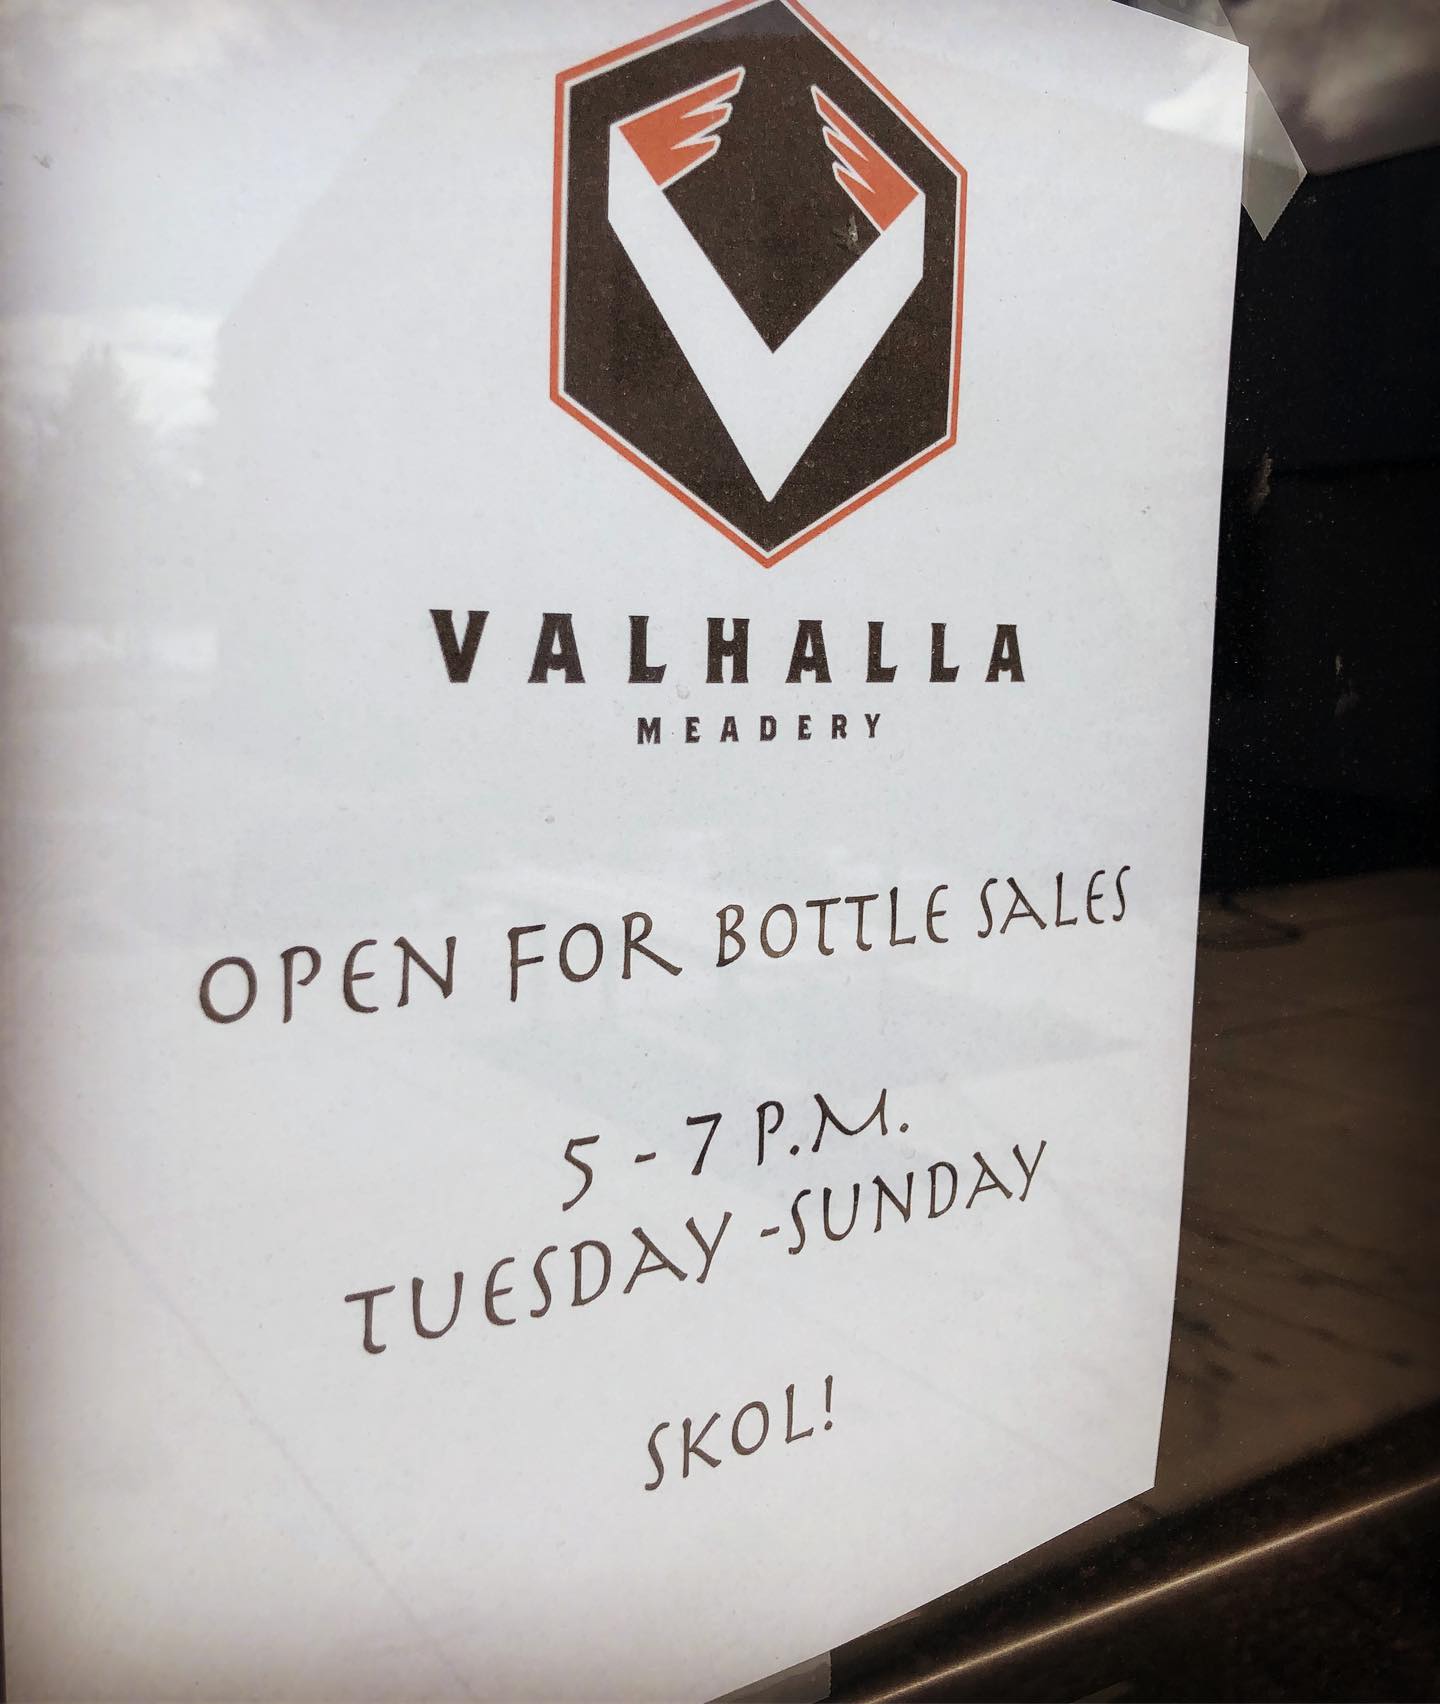 VALHALLA
MEADERY
OPEN FOR BOTTLE SALES
5 - 7 P.M.
TUESDAY -SUNDAY
SKOL!